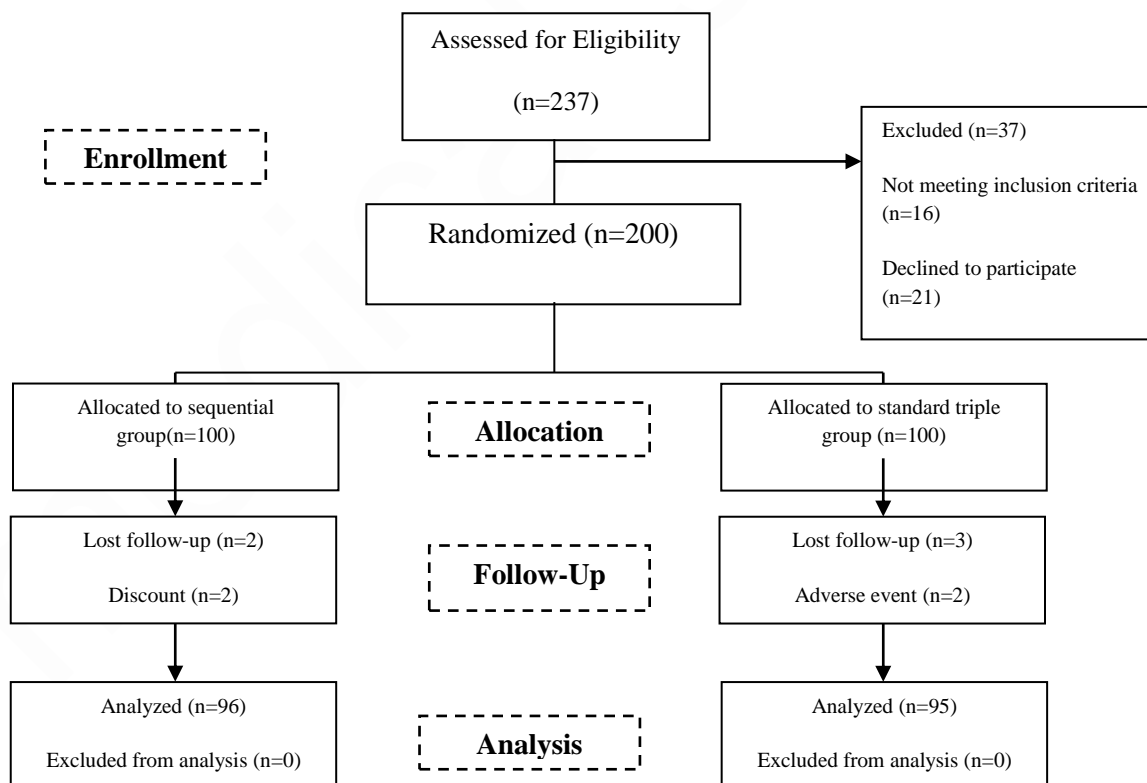 Assessed for Eligibility
(n=237)
Enrollment
Excluded (n=37)
Not meeting inclusion criteria
(n=16)
Declined to participate
(n=21)
Randomized (n=200)
Allocated to sequential
group(n=100)
Allocation
Allocated to standard triple
group (n=100)
Lost follow-up (n=2)
Discount (n=2)
Follow-Up
Lost follow-up (n=3)
Adverse event (n=2)
Analyzed (n=96)
Excluded from analysis (n=0)
Analysis
Analyzed (n=95)
Excluded from analysis (n=0)